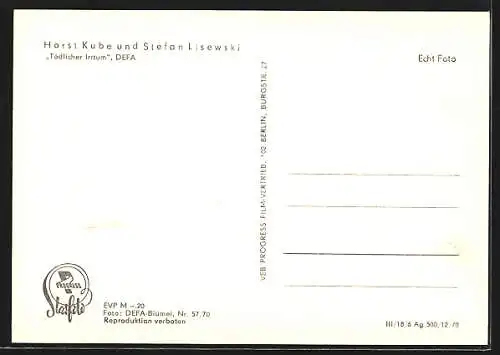 Horst Kube und Stefan Lisewski
„Tödlicher Irrtum", DEFA
Echt Foto
VEB PROGRESS FILM-VERTRIEB, 102 BERLIN, BURGSTR. 27
PROGRESS
Starfoto
EVP M –.20
Foto: DEFA-Blümel, Nr. 57,70
Reproduktion verboten
III/18/6 Ag 500, 12, 70